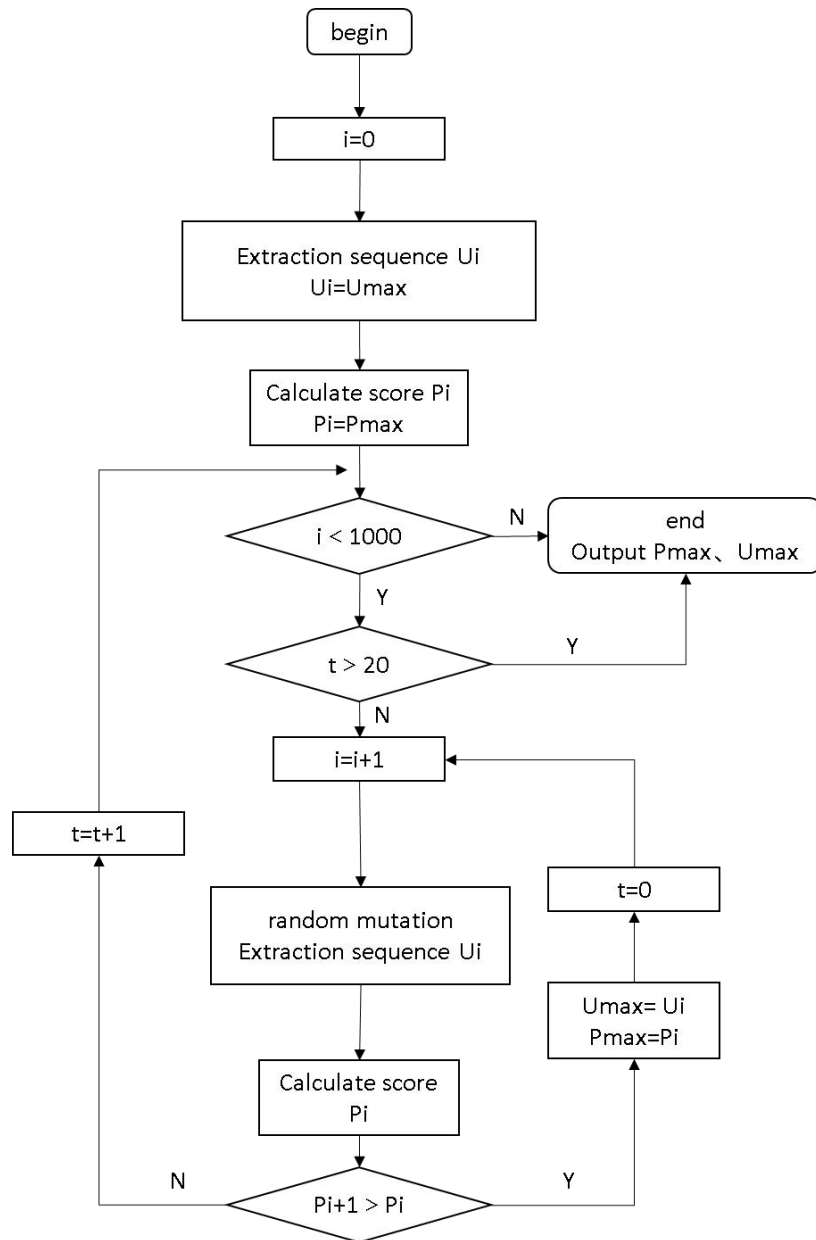 begin
i=0
Extraction sequence Ui
Ui=Umax
Calculate score Pi
Pi=Pmax
i < 1000
N
end
Output Pmax、Umax
Y
t > 20
Y
N
i=i+1
t=t+1
t=0
random mutation
Extraction sequence Ui
Umax= Ui
Pmax=Pi
Calculate score
Pi
N
Pi+1 > Pi
Y